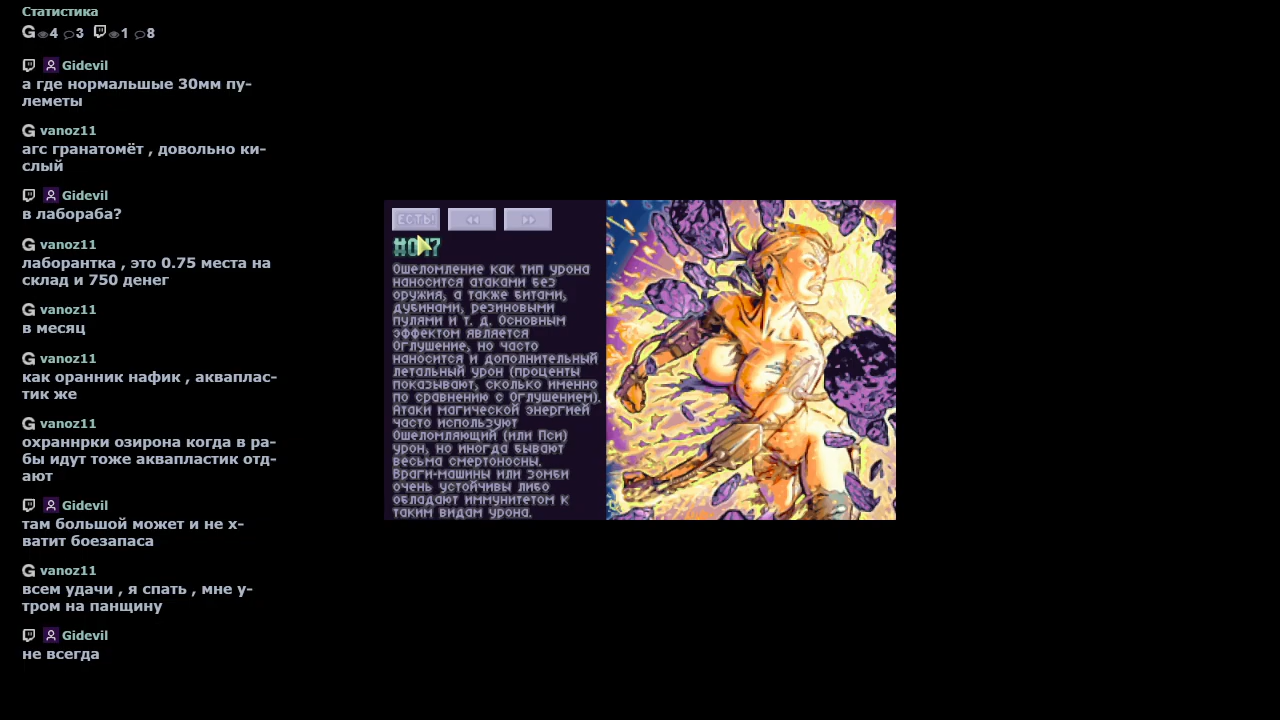 Статистика
4 3 1 8
Gidevil
а где нормальшые 30мм пу-
леметы
vanoz11
агс гранатомёт , довольно ки-
слый
Gidevil
в лабораба?
vanoz11
лаборантка , это 0.75 места на
склад и 750 денег
vanoz11
в месяц
vanoz11
как оранник нафик , акваплас-
тик же
vanoz11
охраннрки озирона когда в ра-
бы идут тоже аквапластик отд-
ают
Gidevil
там большой может и не х-
ватит боезапаса
vanoz11
всем удачи , я спать , мне у-
тром на панщину
Gidevil
не всегда
ЕСТЬ!
#047
Ошеломление как тип урона
наносится атаками без
оружия, а также битами,
дубинами, резиновыми
пулями и т. д. Основным
эффектом является
Оглушение, но часто
наносится и дополнительный
летальный урон (проценты
показывают, сколько именно
по сравнению с Оглушением).
Атаки магической энергией
часто используют
Ошеломляющий (или Пси)
урон, но иногда бывают
весьма смертоносны.
Враги-машины или зомби
очень устойчивы либо
обладают иммунитетом к
таким видам урона.